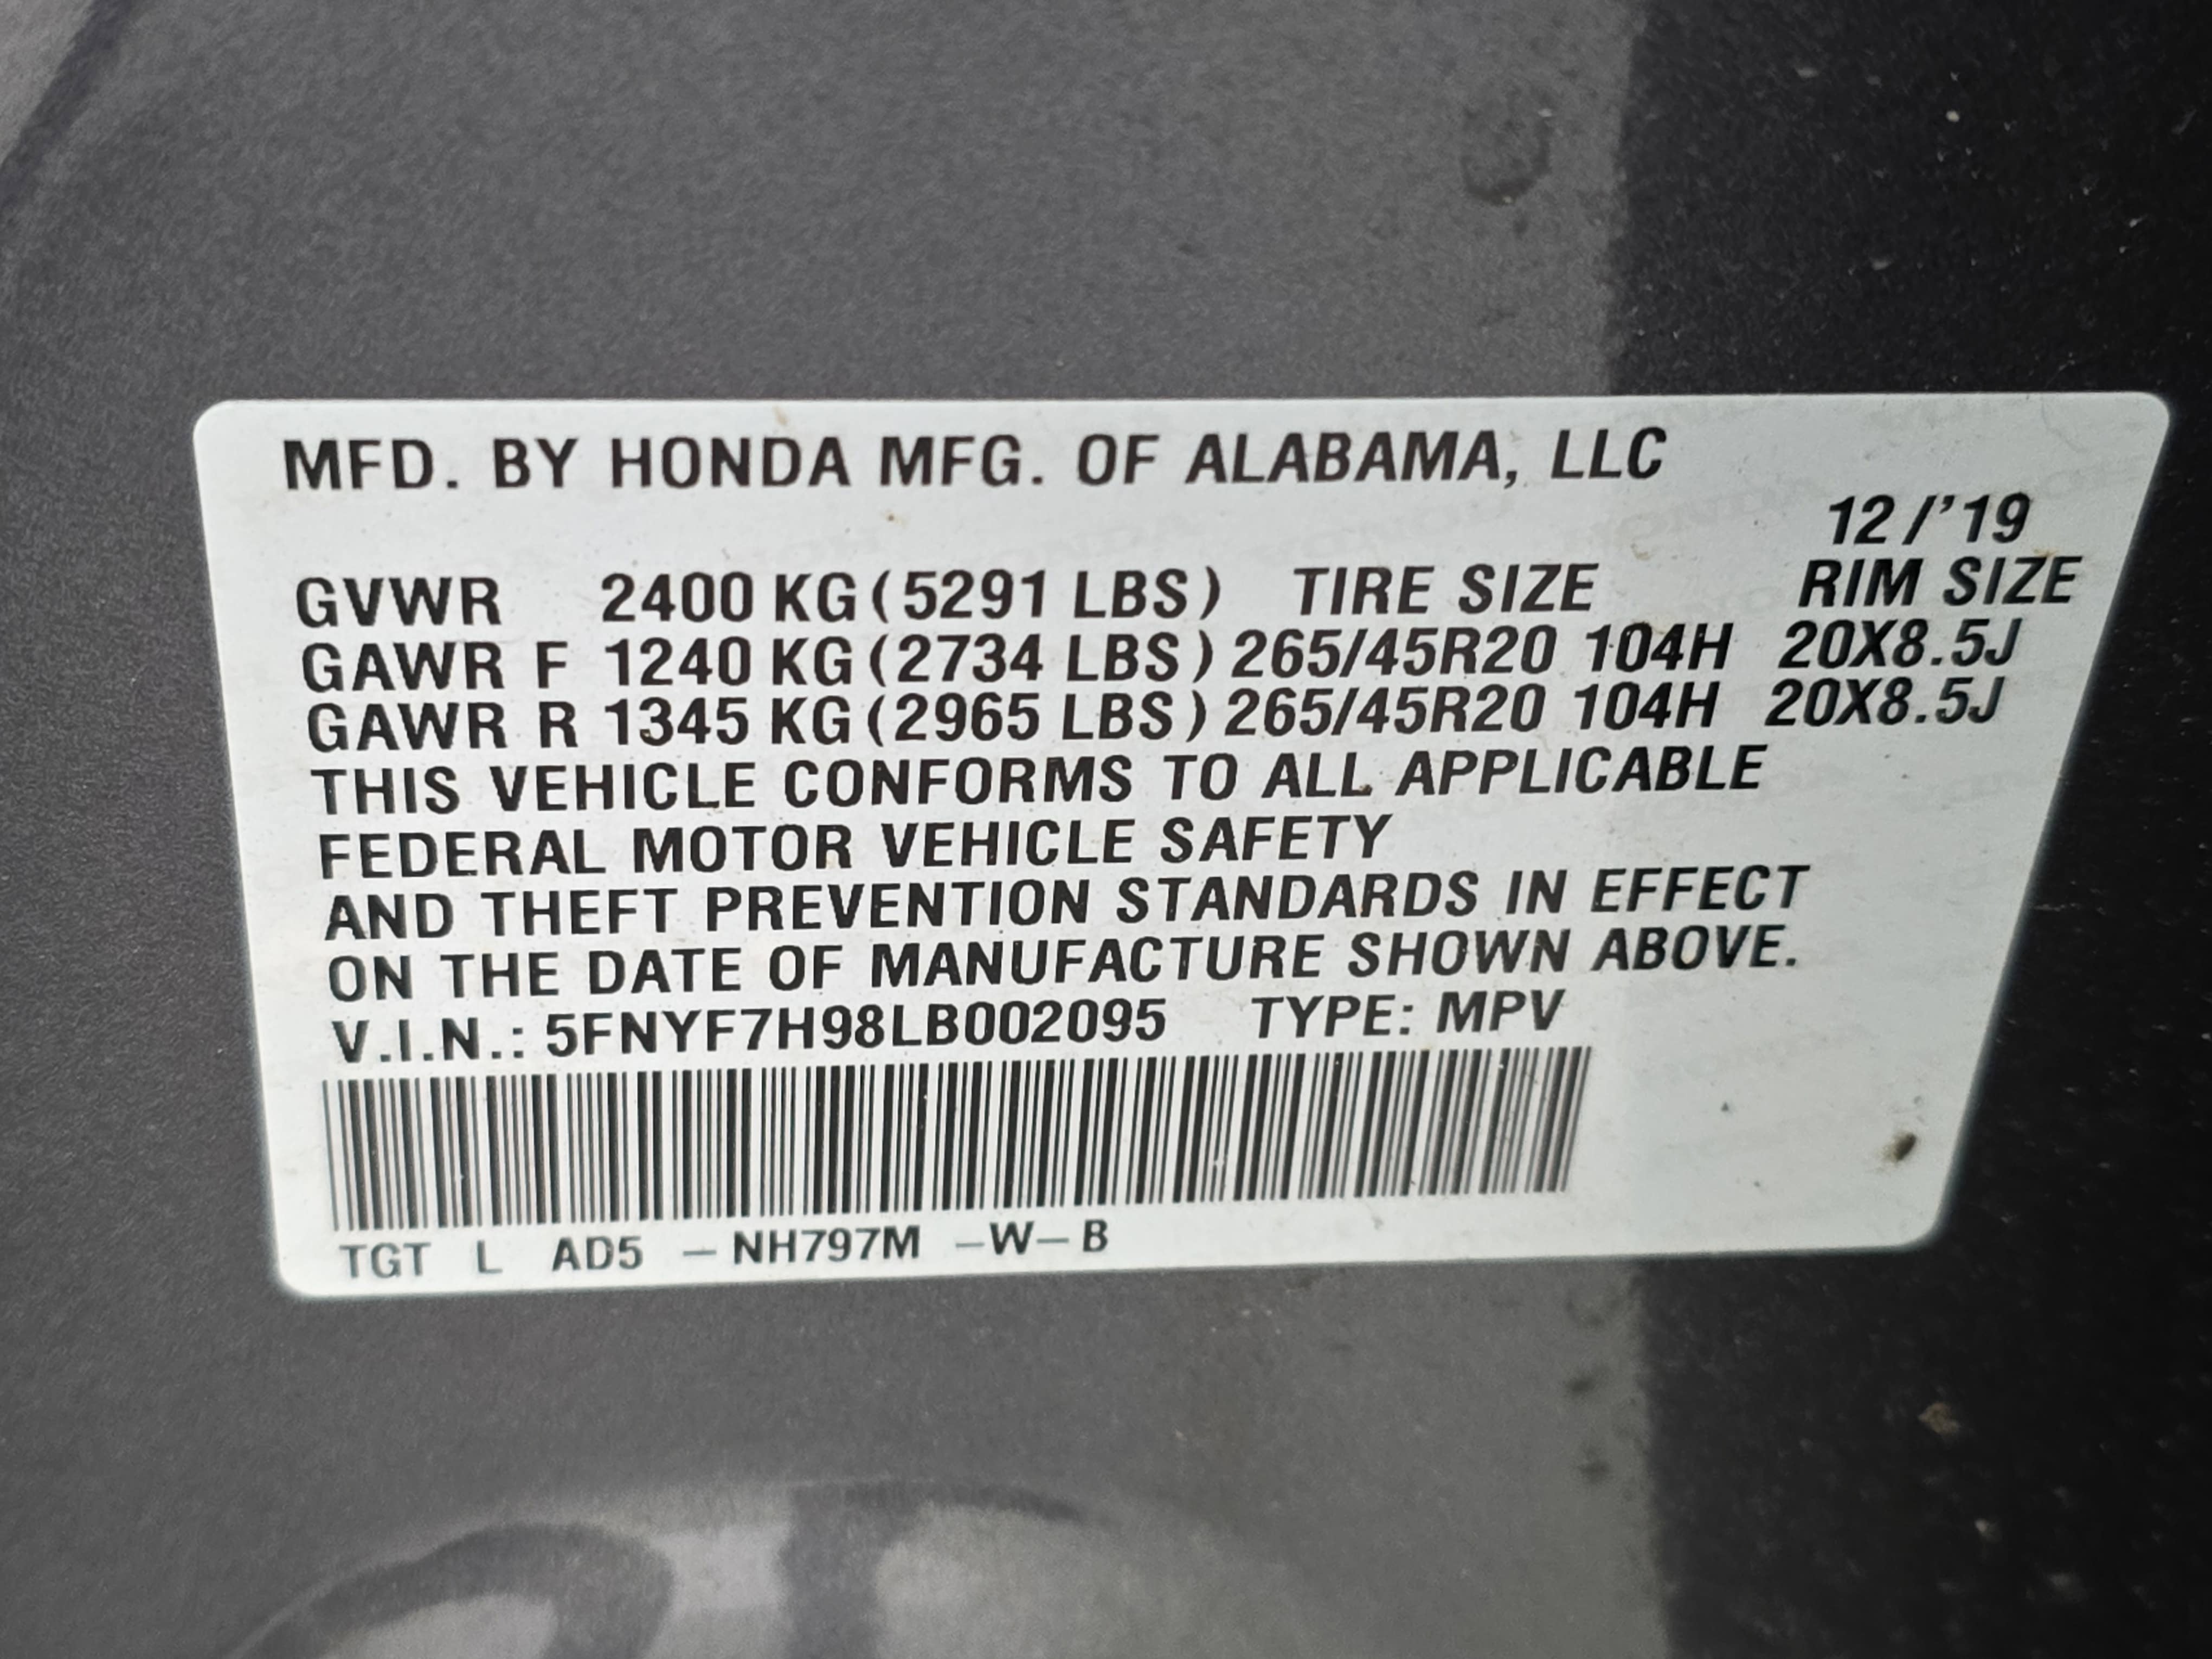 MFD. BY HONDA MFG. OF ALABAMA, LLC
12/'19
GVWR 2400 KG (5291 LBS) TIRE SIZE RIM SIZE
GAWR F 1240 KG (2734 LBS) 265/45R20 104H 20X8.5J
GAWR R 1345 KG (2965 LBS) 265/45R20 104H 20X8.5J
THIS VEHICLE CONFORMS TO ALL APPLICABLE
FEDERAL MOTOR VEHICLE SAFETY
AND THEFT PREVENTION STANDARDS IN EFFECT
ON THE DATE OF MANUFACTURE SHOWN ABOVE.
V.I.N.: 5FNYF7H98LB002095 TYPE: MPV
TGT L AD5 – NH797M –W– B